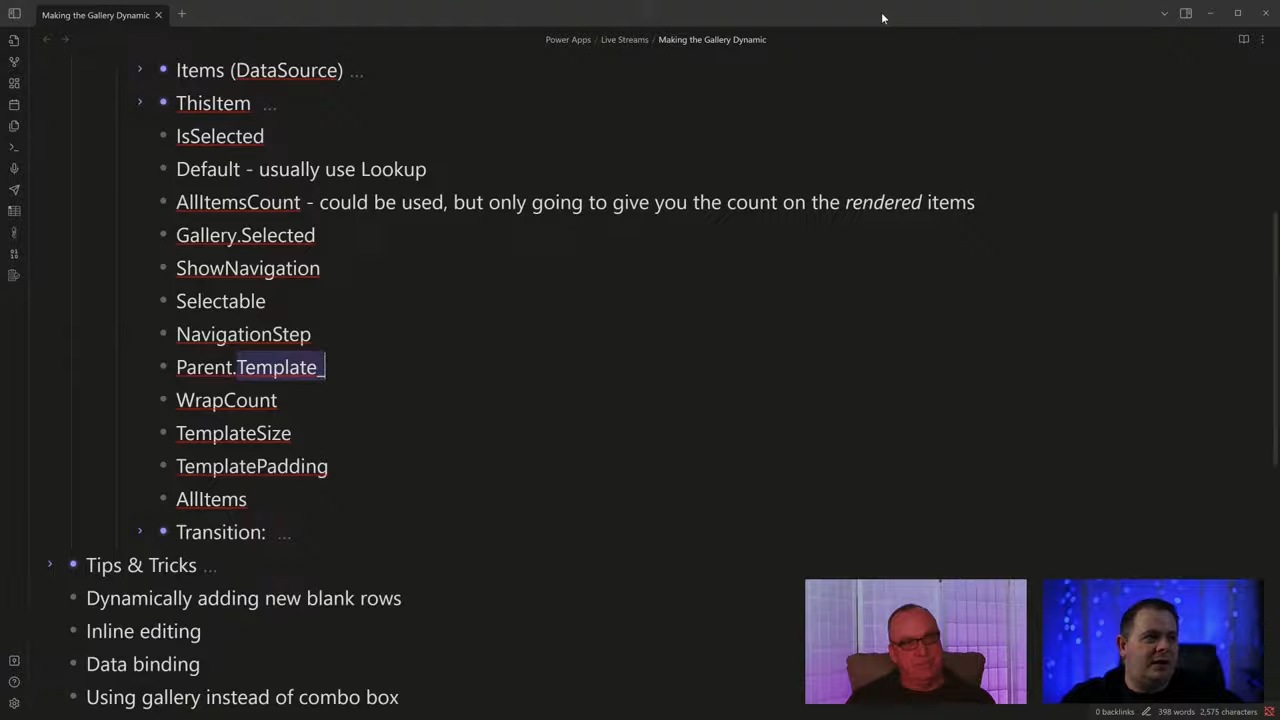 Making the Gallery Dynamic
Power Apps / Live Streams / Making the Gallery Dynamic
Items (DataSource) ...
ThisItem ...
IsSelected
Default - usually use Lookup
AllItemsCount - could be used, but only going to give you the count on the rendered items
Gallery.Selected
ShowNavigation
Selectable
NavigationStep
Parent.Template_
WrapCount
TemplateSize
TemplatePadding
AllItems
Transition: ...
Tips & Tricks ...
Dynamically adding new blank rows
Inline editing
Data binding
Using gallery instead of combo box
0 backlinks 398 words 2,575 characters